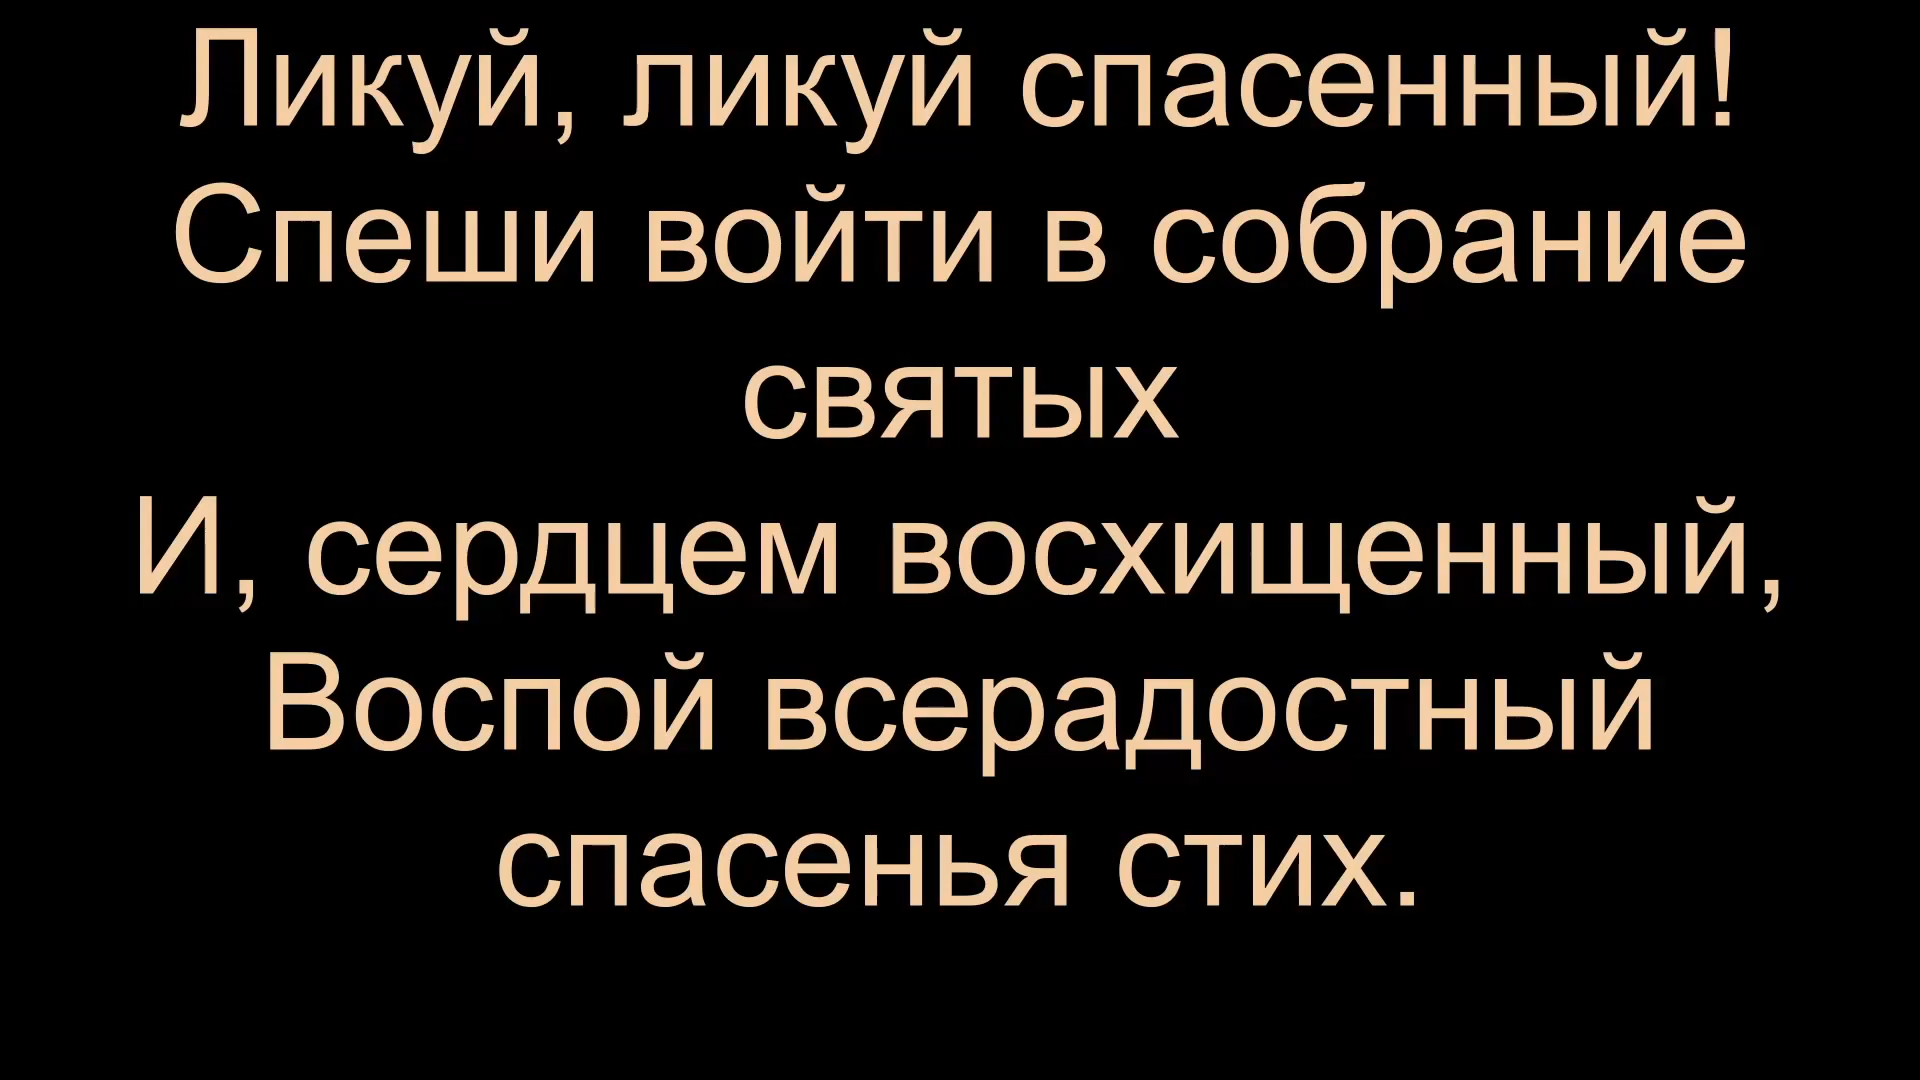 Ликуй, ликуй спасенный!
Спеши войти в собрание
святых
И, сердцем восхищенный,
Воспой всерадостный
спасенья стих.